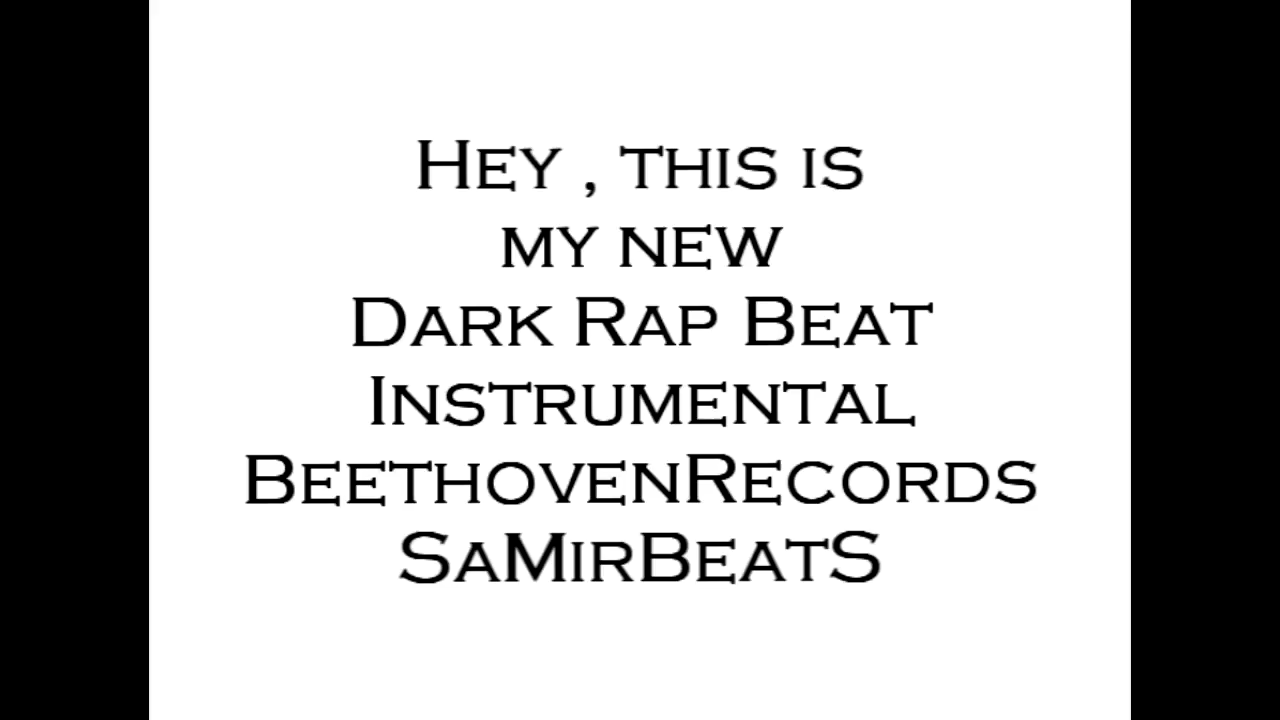 Hey , this is
my new
Dark Rap Beat
Instrumental
BeethovenRecords
SaMirBeatS